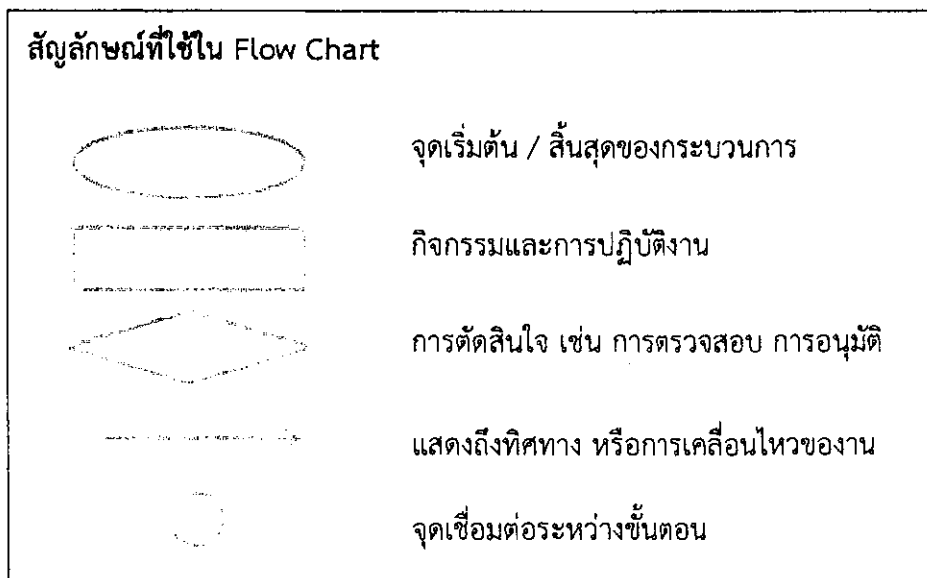 สัญลักษณ์ที่ใช้ใน Flow Chart
จุดเริ่มต้น / สิ้นสุดของกระบวนการ
กิจกรรมและการปฏิบัติงาน
การตัดสินใจ เช่น การตรวจสอบ การอนุมัติ
แสดงถึงทิศทาง หรือการเคลื่อนไหวของงาน
จุดเชื่อมต่อระหว่างขั้นตอน